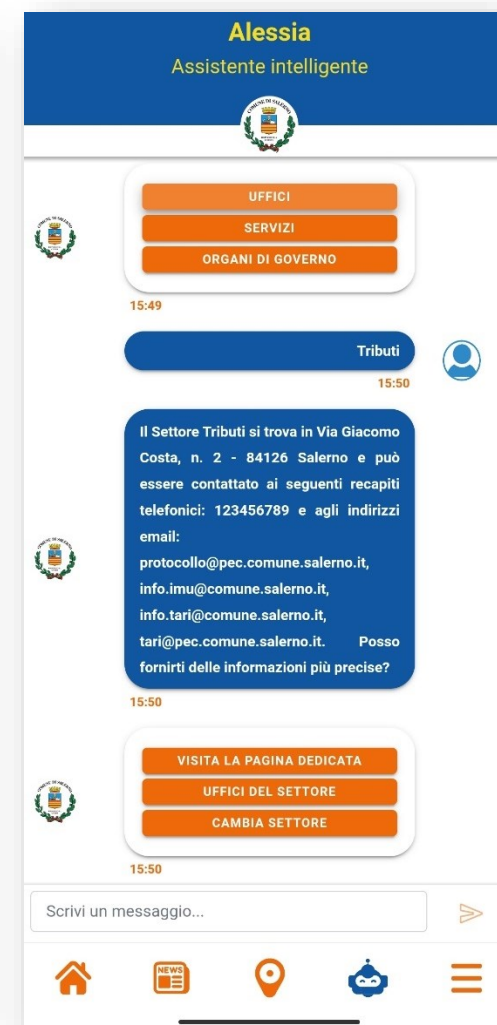 Alessia
Assistente intelligente
COMUNE DI SALERNO
UFFICI
SERVIZI
ORGANI DI GOVERNO
15:49
Tributi
15:50
Il Settore Tributi si trova in Via Giacomo
Costa, n. 2 - 84126 Salerno e può
essere contattato ai seguenti recapiti
telefonici: 123456789 e agli indirizzi
email:
protocollo@pec.comune.salerno.it,
info.imu@comune.salerno.it,
info.tari@comune.salerno.it,
tari@pec.comune.salerno.it. Posso
fornirti delle informazioni più precise?
15:50
VISITA LA PAGINA DEDICATA
UFFICI DEL SETTORE
CAMBIA SETTORE
15:50
Scrivi un messaggio...
NEWS